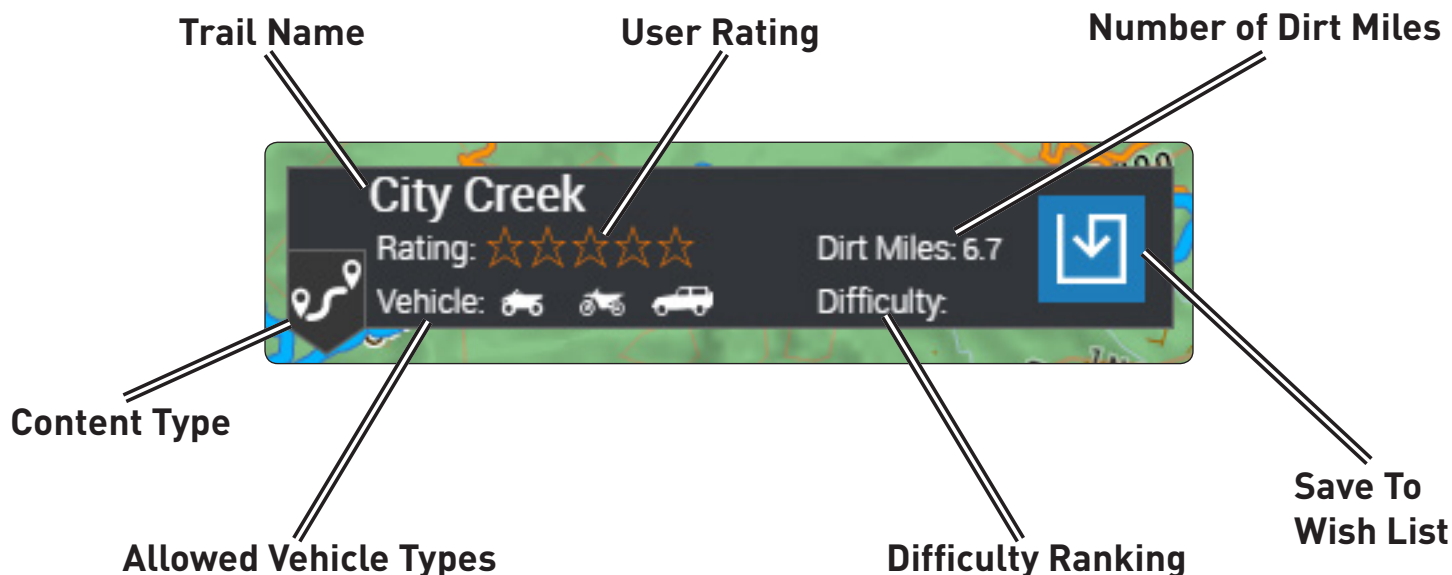 Trail Name
User Rating
Number of Dirt Miles
City Creek
Rating:
Dirt Miles: 6.7
Vehicle:
Difficulty:
Content Type
Save To
Wish List
Allowed Vehicle Types
Difficulty Ranking